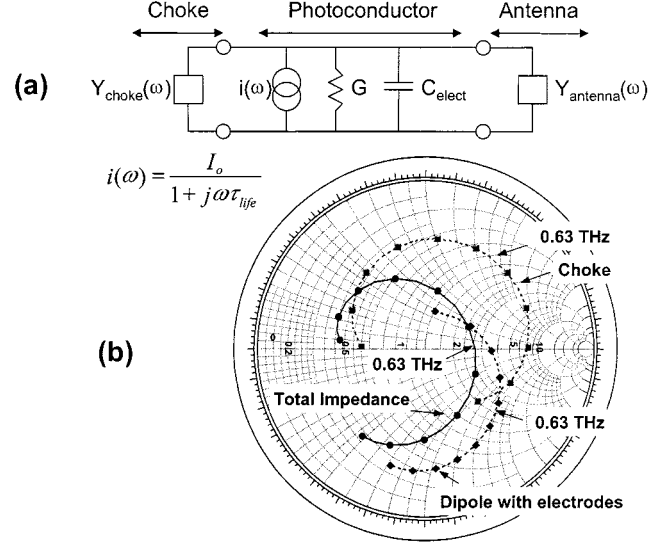 Choke Photoconductor Antenna
(a)
Y_choke(ω) i(ω) G C_elect Y_antenna(ω)
i(ω) = I_o / (1 + jωτ_life)
(b)
0.63 THz
Choke
0 0.2 0.5 1 2 5 10
0.63 THz
Total Impedance
0.63 THz
Dipole with electrodes